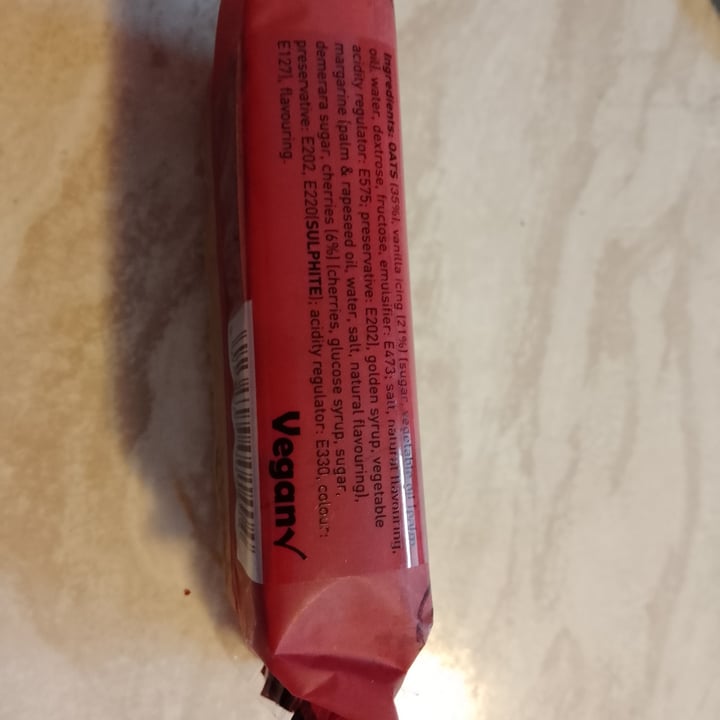 Ingredients: OATS (35%), vanilla icing (21%) (sugar, vegetable oil (palm
oil), water, dextrose, fructose, emulsifier: E473; salt, natural flavouring,
acidity regulator: E575; preservative: E202), golden syrup, vegetable
margarine (palm & rapeseed oil, water, salt, natural flavouring),
demerara sugar, cherries (6%) (cherries, glucose syrup, sugar,
preservative: E202, E220(SULPHITE); acidity regulator: E330, colour:
E127), flavouring.
Vegan